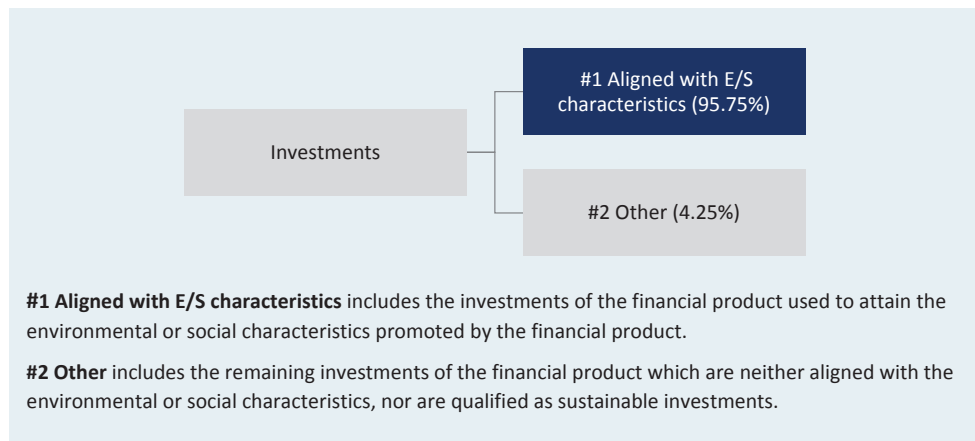 #1 Aligned with E/S
characteristics (95.75%)
Investments
#2 Other (4.25%)
#1 Aligned with E/S characteristics includes the investments of the financial product used to attain the
environmental or social characteristics promoted by the financial product.
#2 Other includes the remaining investments of the financial product which are neither aligned with the
environmental or social characteristics, nor are qualified as sustainable investments.